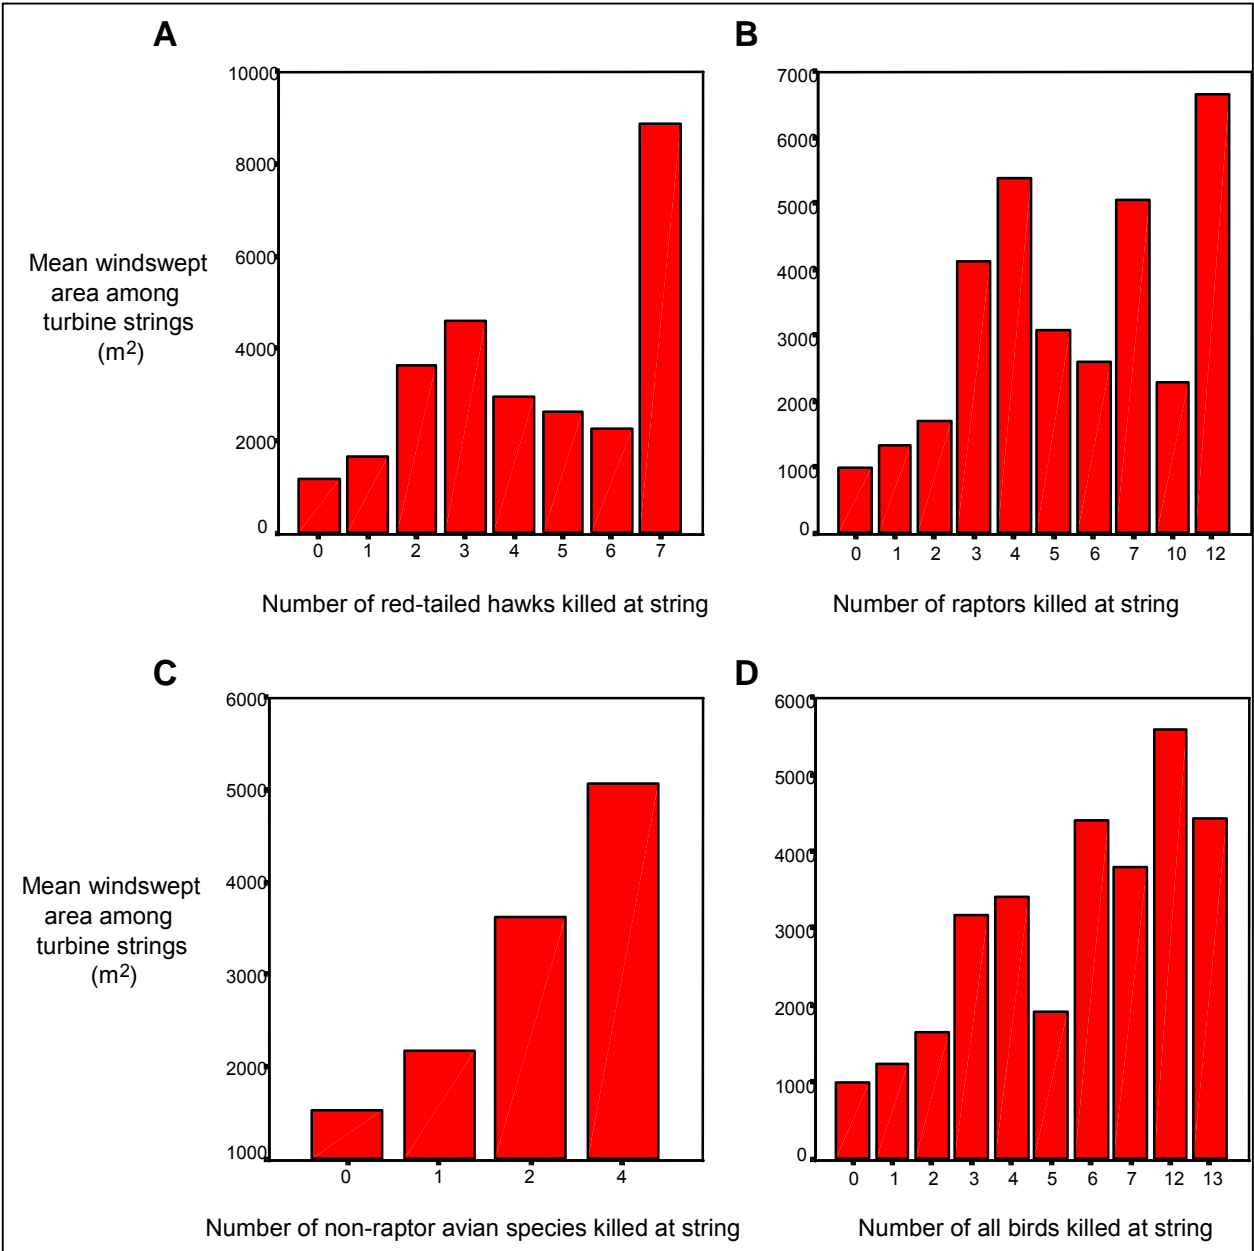 A
10000
8000
6000
4000
2000
0
Mean windswept
area among
turbine strings
(m2)
0 1 2 3 4 5 6 7
Number of red-tailed hawks killed at string
B
7000
6000
5000
4000
3000
2000
1000
0
0 1 2 3 4 5 6 7 10 12
Number of raptors killed at string
C
6000
5000
4000
3000
2000
1000
Mean windswept
area among
turbine strings
(m2)
0 1 2 4
Number of non-raptor avian species killed at string
D
6000
5000
4000
3000
2000
1000
0
0 1 2 3 4 5 6 7 12 13
Number of all birds killed at string